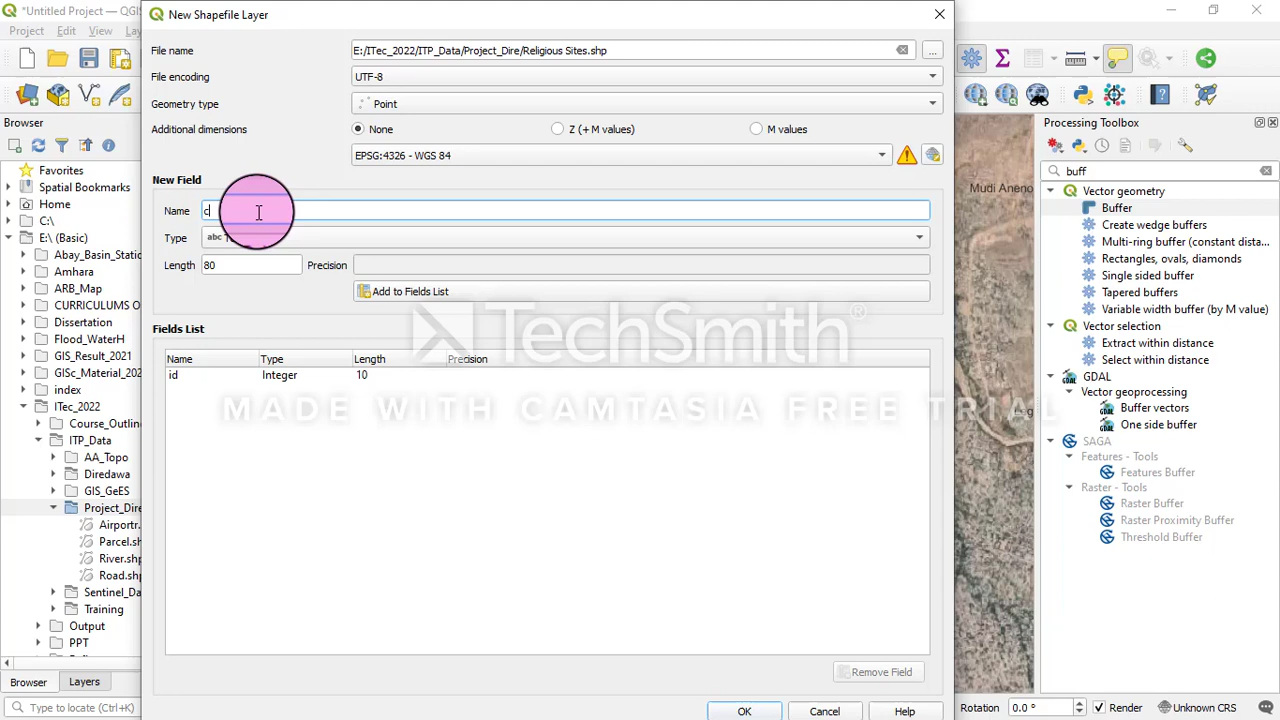 *Untitled Project — QG
New Shapefile Layer
Project Edit View Lay
File name E:/ITec_2022/ITP_Data/Project_Dire/Religious Sites.shp ...
File encoding UTF-8
Geometry type Point
Additional dimensions None Z (+ M values) M values
EPSG:4326 - WGS 84
New Field
Name c
Type abc
Length 80 Precision
Add to Fields List
Fields List
Name Type Length Precision
id Integer 10
Remove Field
OK Cancel Help
TechSmith®
MADE WITH CAMTASIA FREE TRIAL
Browser
Favorites
Spatial Bookmarks
Home
C:\
E:\ (Basic)
Abay_Basin_Statio
Amhara
ARB_Map
CURRICULUMS O
Dissertation
Flood_WaterH
GIS_Result_2021
GISc_Material_202
index
ITec_2022
Course_Outlin
ITP_Data
AA_Topo
Diredawa
GIS_GeES
Project_Dire
Airportr.
Parcel.sh
River.shp
Road.shp
Sentinel_Da
Training
Output
PPT
Browser Layers
Type to locate (Ctrl+K)
Mudi Aneno
Leg
Processing Toolbox
buff
Vector geometry
Buffer
Create wedge buffers
Multi-ring buffer (constant dista...
Rectangles, ovals, diamonds
Single sided buffer
Tapered buffers
Variable width buffer (by M value)
Vector selection
Extract within distance
Select within distance
GDAL
Vector geoprocessing
Buffer vectors
One side buffer
SAGA
Features - Tools
Features Buffer
Raster - Tools
Raster Buffer
Raster Proximity Buffer
Threshold Buffer
Rotation 0.0 ° Render Unknown CRS